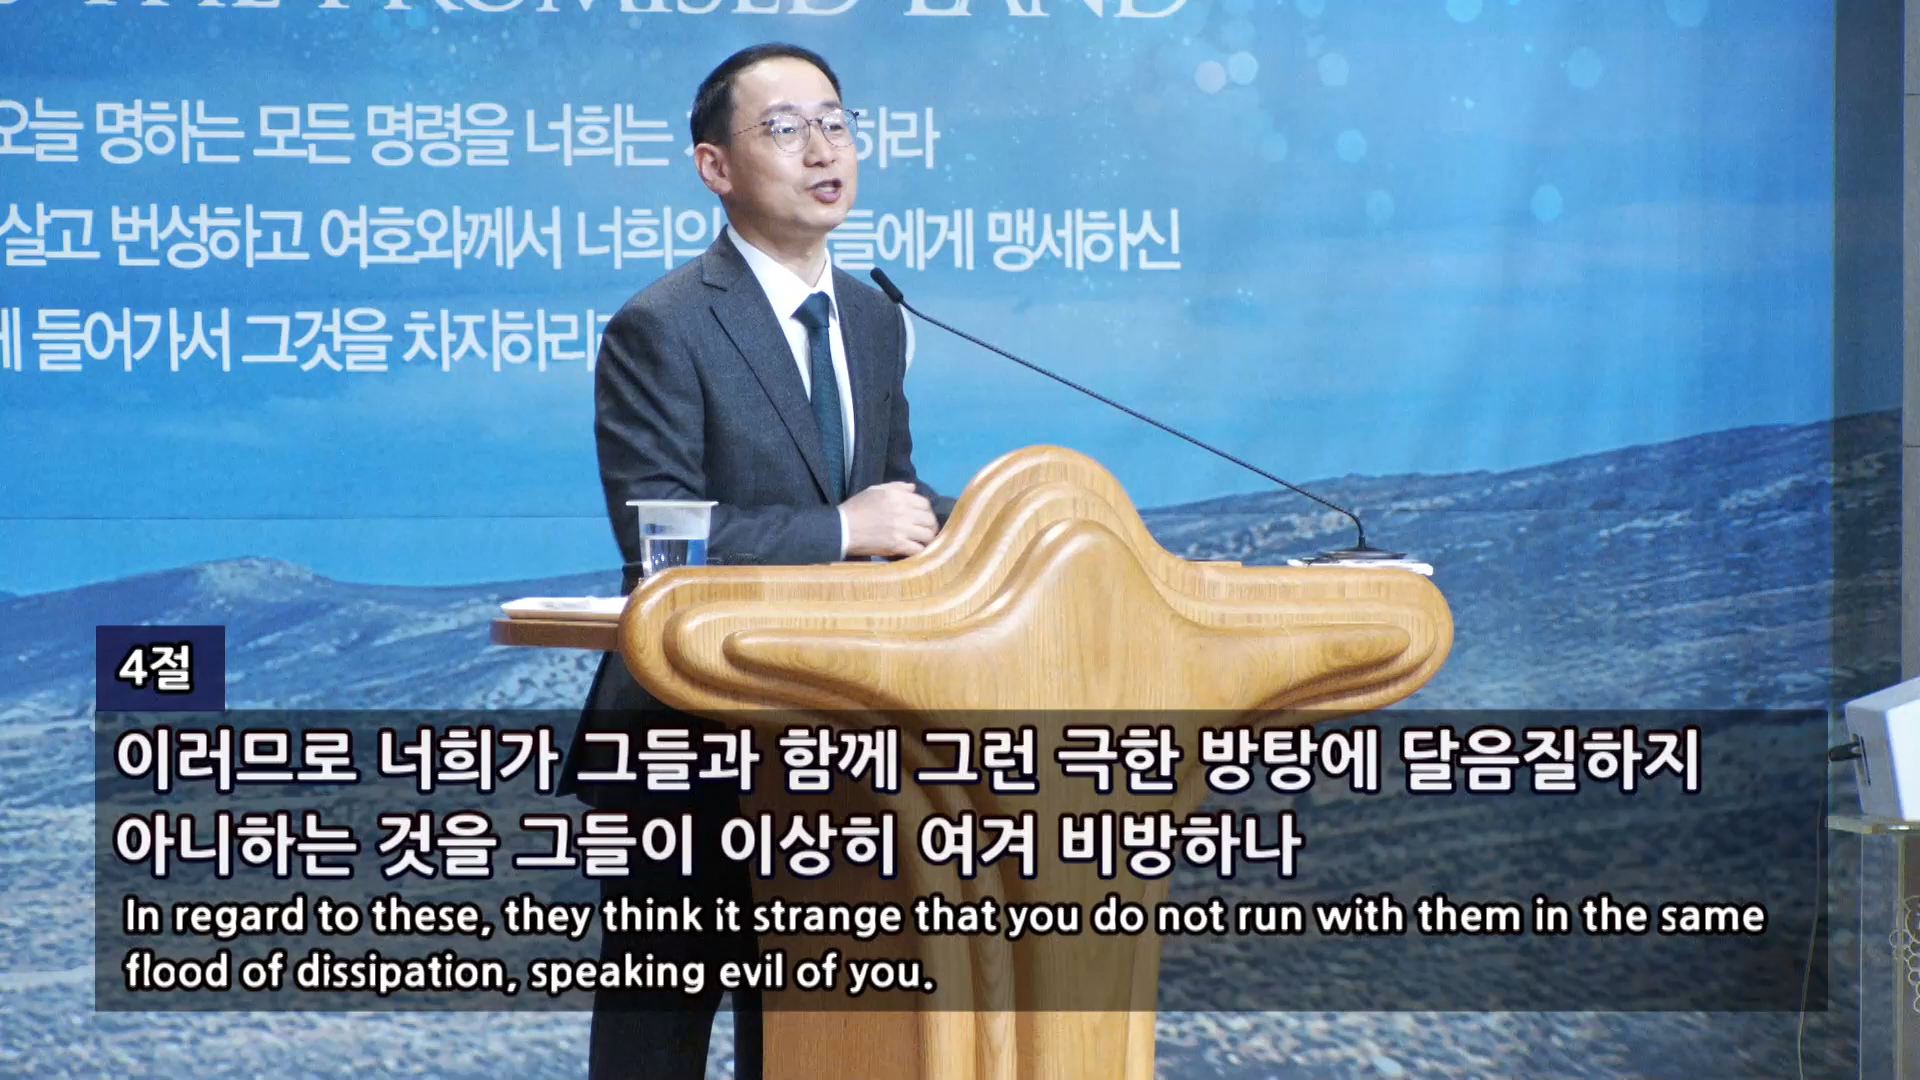 THE PROMISED LAND
오늘 명하는 모든 명령을 너희는 하라
살고 번성하고 여호와께서 너희의 들에게 맹세하신
들어가서 그것을 차지하리
4절
이러므로 너희가 그들과 함께 그런 극한 방탕에 달음질하지
아니하는 것을 그들이 이상히 여겨 비방하나
In regard to these, they think it strange that you do not run with them in the same
flood of dissipation, speaking evil of you.